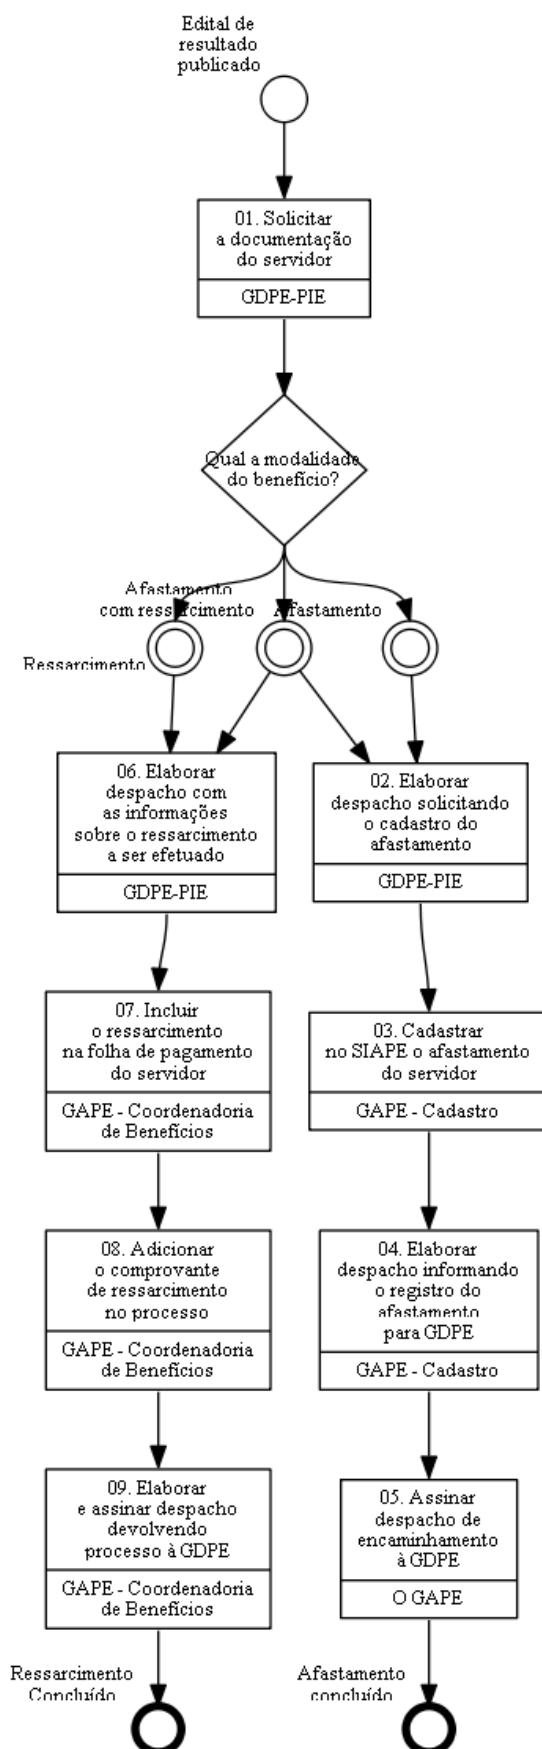 Edital de
resultado
publicado
01. Solicitar
a documentação
do servidor
GDPE-PIE
Qual a modalidade
do benefício?
Afastamento
com ressarcimento
Afastamento
Ressarcimento
06. Elaborar
despacho com
as informações
sobre o ressarcimento
a ser efetuado
GDPE-PIE
02. Elaborar
despacho solicitando
o cadastro do
afastamento
GDPE-PIE
07. Incluir
o ressarcimento
na folha de pagamento
do servidor
GAPE - Coordenadoria
de Benefícios
03. Cadastrar
no SIAPE o afastamento
do servidor
GAPE - Cadastro
08. Adicionar
o comprovante
de ressarcimento
no processo
GAPE - Coordenadoria
de Benefícios
04. Elaborar
despacho informando
o registro do
afastamento
para GDPE
GAPE - Cadastro
09. Elaborar
e assinar despacho
devolvendo
processo à GDPE
GAPE - Coordenadoria
de Benefícios
05. Assinar
despacho de
encaminhamento
à GDPE
O GAPE
Ressarcimento
Concluído
Afastamento
concluído